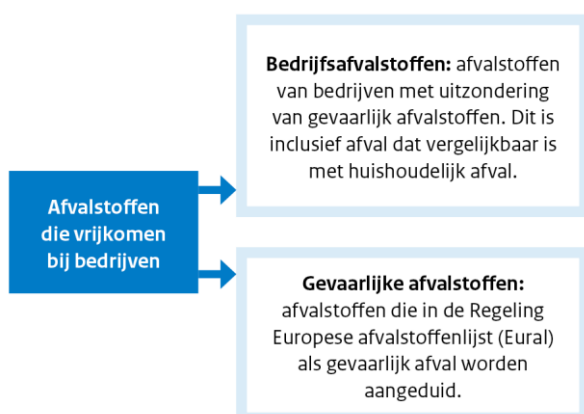 Bedrijfsafvalstoffen: afvalstoffen
van bedrijven met uitzondering
van gevaarlijk afvalstoffen. Dit is
inclusief afval dat vergelijkbaar is
met huishoudelijk afval.
Afvalstoffen
die vrijkomen
bij bedrijven
Gevaarlijke afvalstoffen:
afvalstoffen die in de Regeling
Europese afvalstoffenlijst (Eural)
als gevaarlijk afval worden
aangeduid.